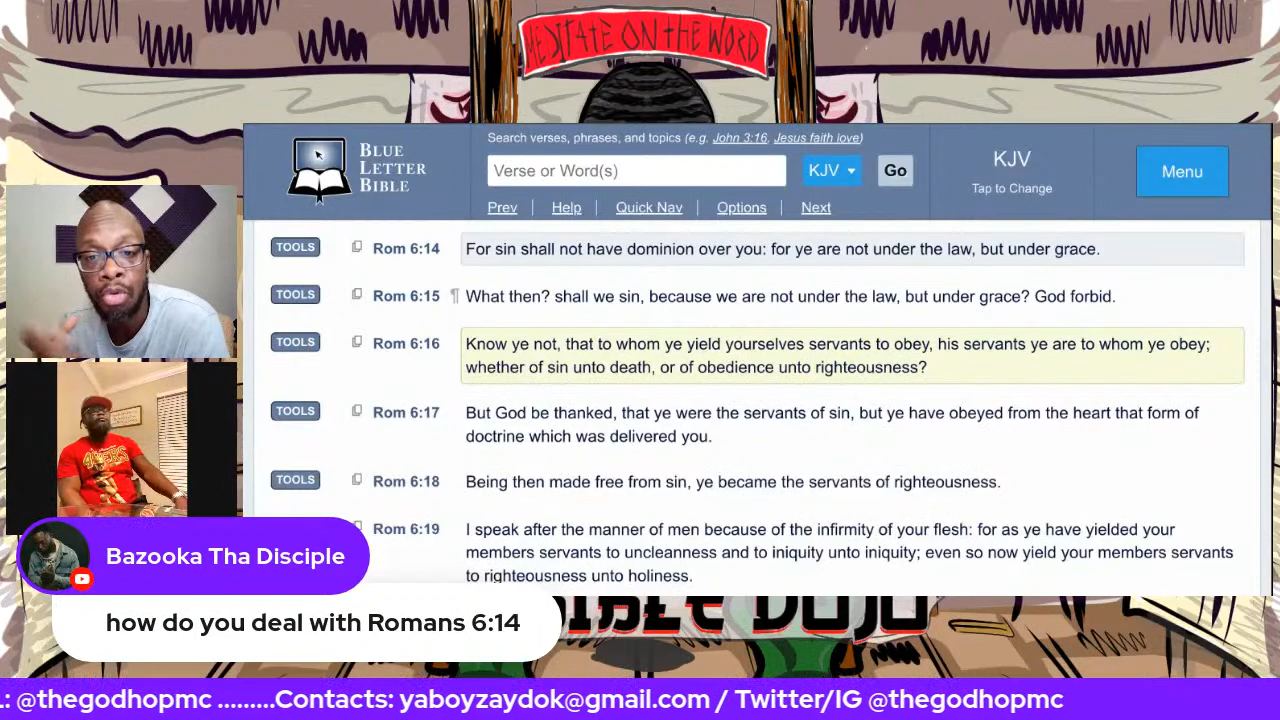 MEDITATE ON THE WORD
Search verses, phrases, and topics (e.g. John 3:16, Jesus faith love)
BLUE
LETTER
BIBLE
Verse or Word(s)
KJV
Go
KJV
Tap to Change
Menu
Prev
Help
Quick Nav
Options
Next
TOOLS Rom 6:14 For sin shall not have dominion over you: for ye are not under the law, but under grace.
TOOLS Rom 6:15 ¶ What then? shall we sin, because we are not under the law, but under grace? God forbid.
TOOLS Rom 6:16 Know ye not, that to whom ye yield yourselves servants to obey, his servants ye are to whom ye obey;
whether of sin unto death, or of obedience unto righteousness?
TOOLS Rom 6:17 But God be thanked, that ye were the servants of sin, but ye have obeyed from the heart that form of
doctrine which was delivered you.
TOOLS Rom 6:18 Being then made free from sin, ye became the servants of righteousness.
Rom 6:19 I speak after the manner of men because of the infirmity of your flesh: for as ye have yielded your
members servants to uncleanness and to iniquity unto iniquity; even so now yield your members servants
to righteousness unto holiness.
49ERS
Bazooka Tha Disciple
how do you deal with Romans 6:14
BIBLE DOJO
.: @thegodhopmc .........Contacts: yaboyzaydok@gmail.com / Twitter/IG @thegodhopmc